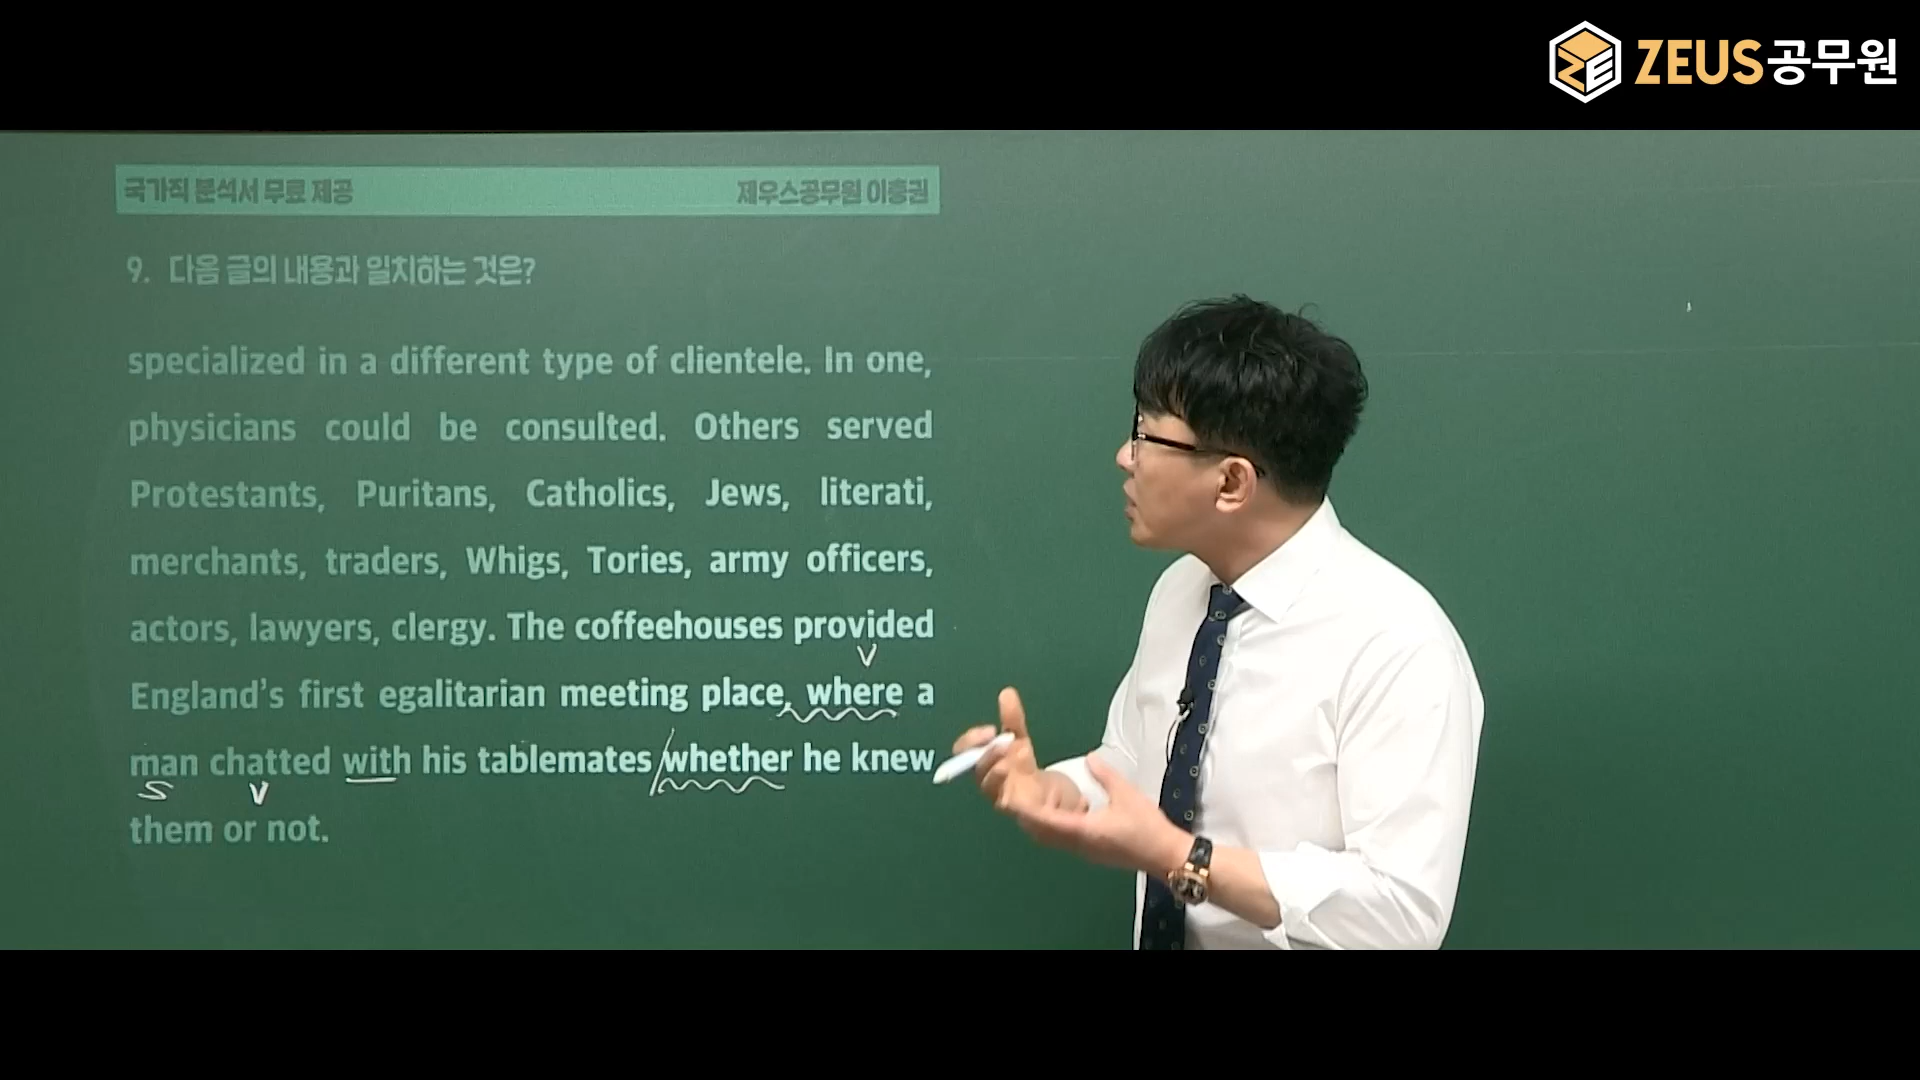 ZEUS공무원
국가직 분석서 무료 제공
제우스공무원 이흥권
9. 다음 글의 내용과 일치하는 것은?
specialized in a different type of clientele. In one,
physicians could be consulted. Others served
Protestants, Puritans, Catholics, Jews, literati,
merchants, traders, Whigs, Tories, army officers,
actors, lawyers, clergy. The coffeehouses provided
V
England's first egalitarian meeting place, where a
man chatted with his tablemates/whether he knew
S V
them or not.